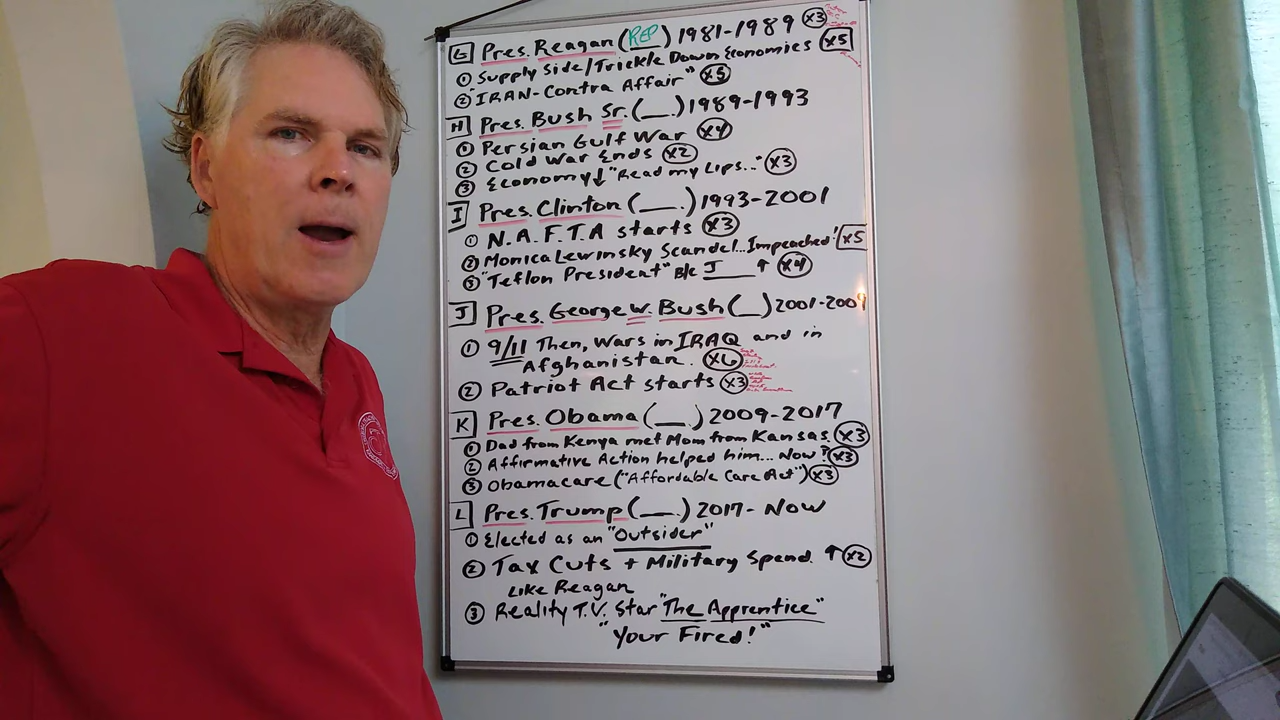 G Pres. Reagan (REP) 1981-1989 x3
① Supply Side/Trickle Down Economics x5
② "IRAN-Contra Affair" x5
H Pres. Bush Sr. (__.) 1989-1993
① Persian Gulf War x4
② Cold War Ends x2
③ Economy↓ "Read my Lips.." x3
I Pres. Clinton (__.) 1993-2001
① N.A.F.T.A starts x3
② Monica Lewinsky Scandel...Impeached' x5
③ "Teflon President" B/c J___ ↑ x4
J Pres. George W. Bush (__) 2001-2009
① 9/11 Then, Wars in IRAQ and in
Afghanistan. x6
② Patriot Act starts x3
K Pres. Obama (__.) 2009-2017
① Dad from Kenya met Mom from Kansas. x3
② Affirmative Action helped him... Now? x3
③ Obamacare ("Affordable Care Act") x3
L Pres. Trump (__.) 2017- Now
① Elected as an "Outsider"
② Tax Cuts + Military Spend. ↑ x2
Like Reagan
③ Reality T.V. Star "The Apprentice"
"Your Fired!"